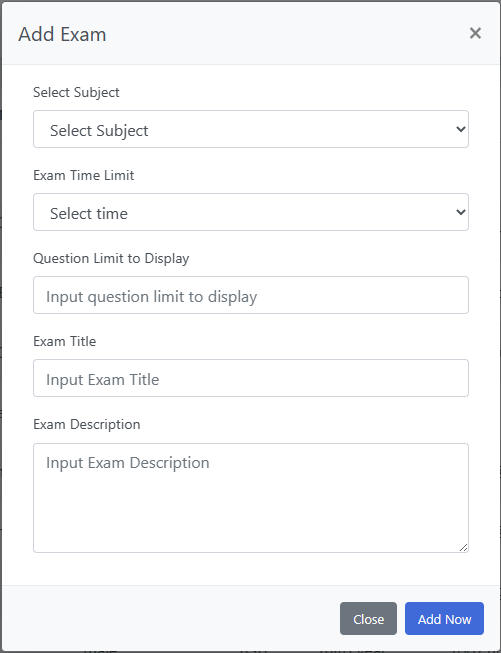 Add Exam
×
Select Subject
Select Subject
Exam Time Limit
Select time
Question Limit to Display
Input question limit to display
Exam Title
Input Exam Title
Exam Description
Input Exam Description
Close
Add Now